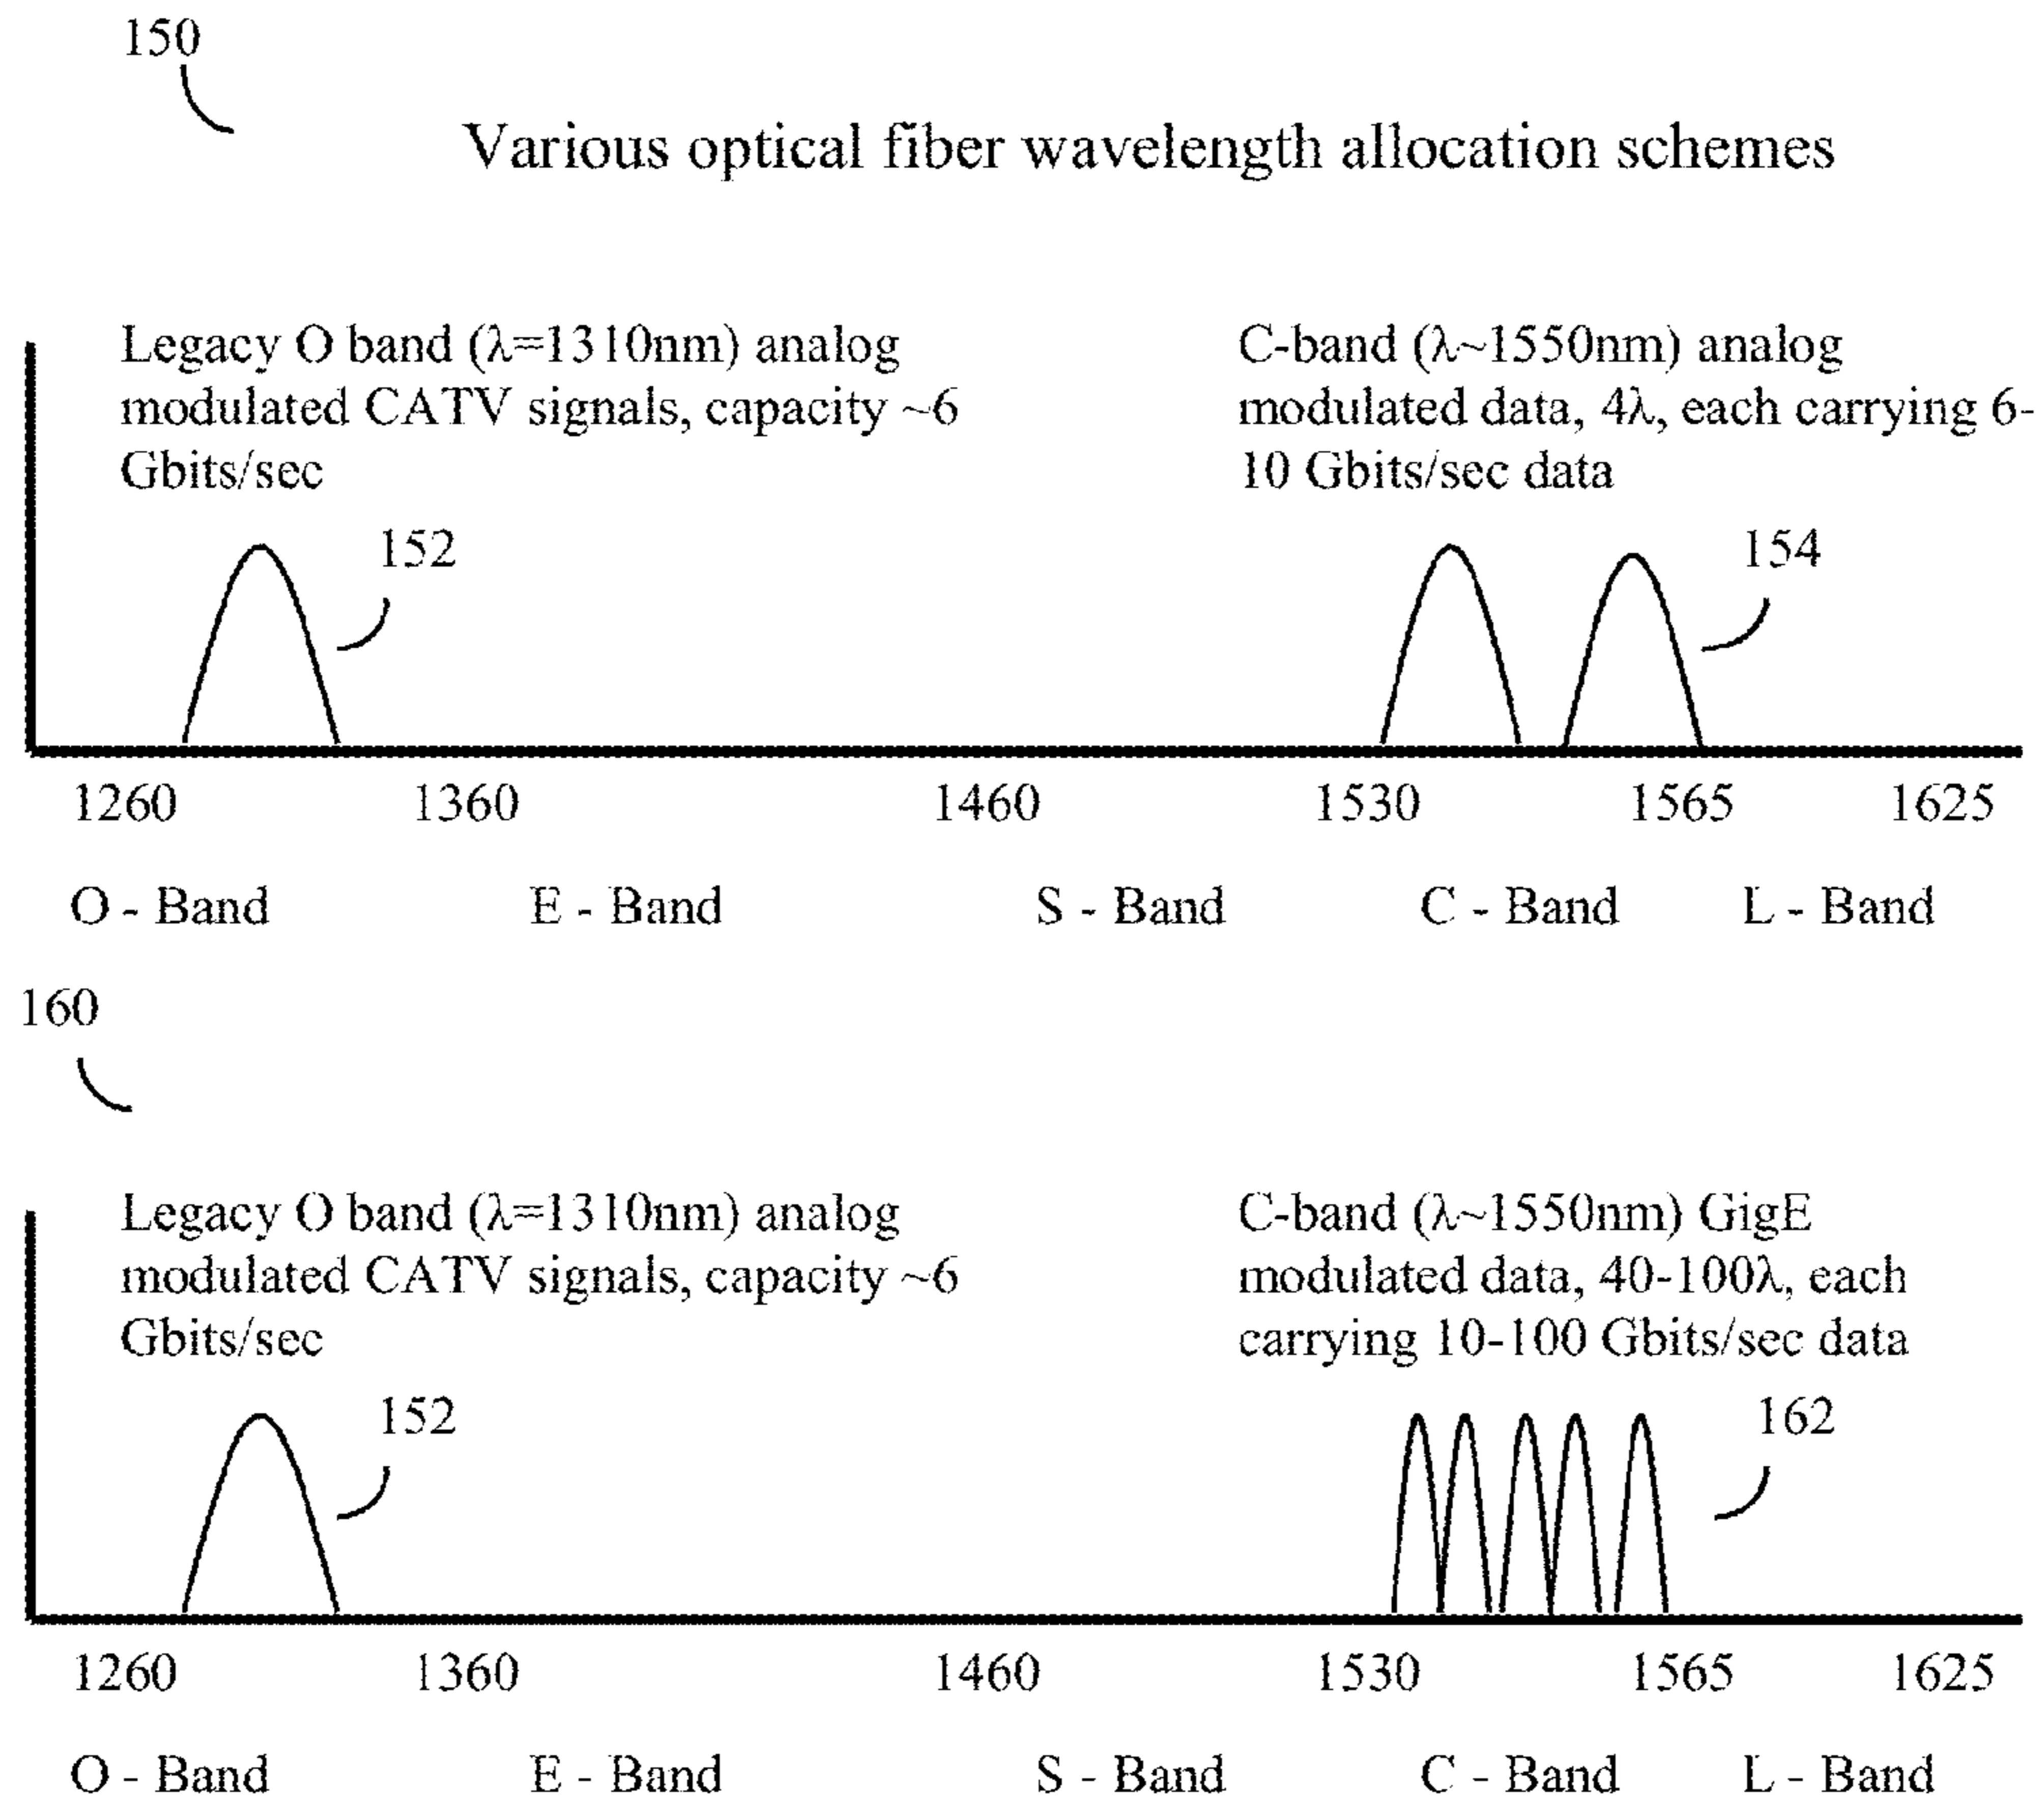 150
Various optical fiber wavelength allocation schemes
Legacy O band (λ=1310nm) analog
modulated CATV signals, capacity ~6
Gbits/sec
C-band (λ~1550nm) analog
modulated data, 4λ, each carrying 6-
10 Gbits/sec data
152
154
1260 1360 1460 1530 1565 1625
O - Band E - Band S - Band C - Band L - Band
160
Legacy O band (λ=1310nm) analog
modulated CATV signals, capacity ~6
Gbits/sec
C-band (λ~1550nm) GigE
modulated data, 40-100λ, each
carrying 10-100 Gbits/sec data
152
162
1260 1360 1460 1530 1565 1625
O - Band E - Band S - Band C - Band L - Band